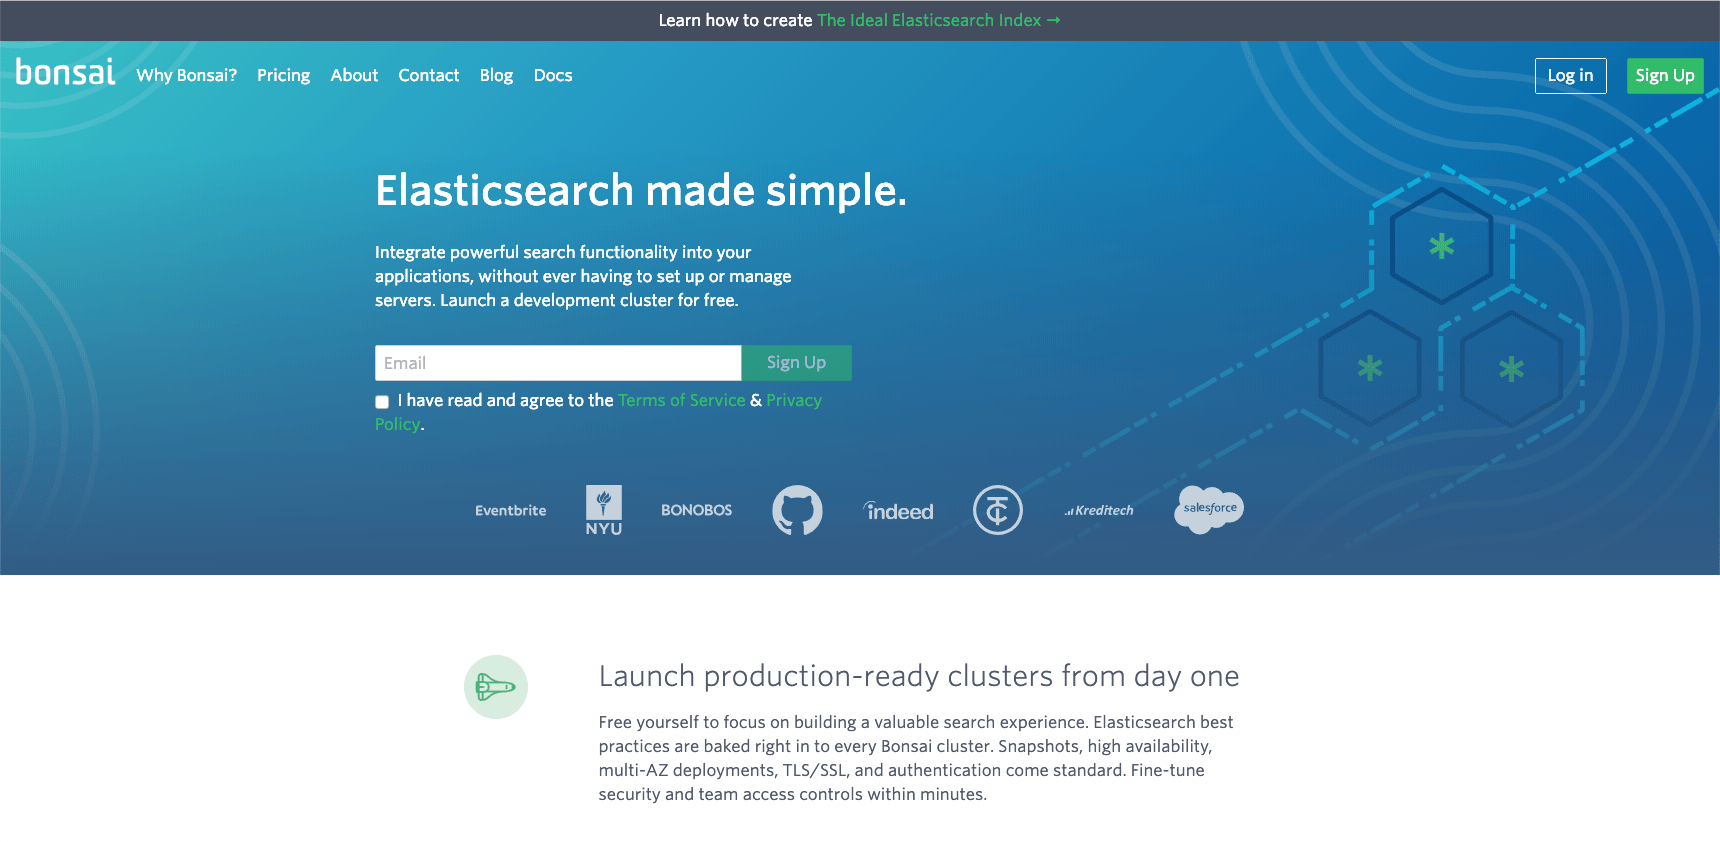 Learn how to create The Ideal Elasticsearch Index →
bonsai Why Bonsai? Pricing About Contact Blog Docs Log in Sign Up
Elasticsearch made simple.
Integrate powerful search functionality into your
applications, without ever having to set up or manage
servers. Launch a development cluster for free.
Email Sign Up
I have read and agree to the Terms of Service & Privacy
Policy.
Eventbrite NYU BONOBOS indeed TC Kreditech salesforce
Launch production-ready clusters from day one
Free yourself to focus on building a valuable search experience. Elasticsearch best
practices are baked right in to every Bonsai cluster. Snapshots, high availability,
multi-AZ deployments, TLS/SSL, and authentication come standard. Fine-tune
security and team access controls within minutes.